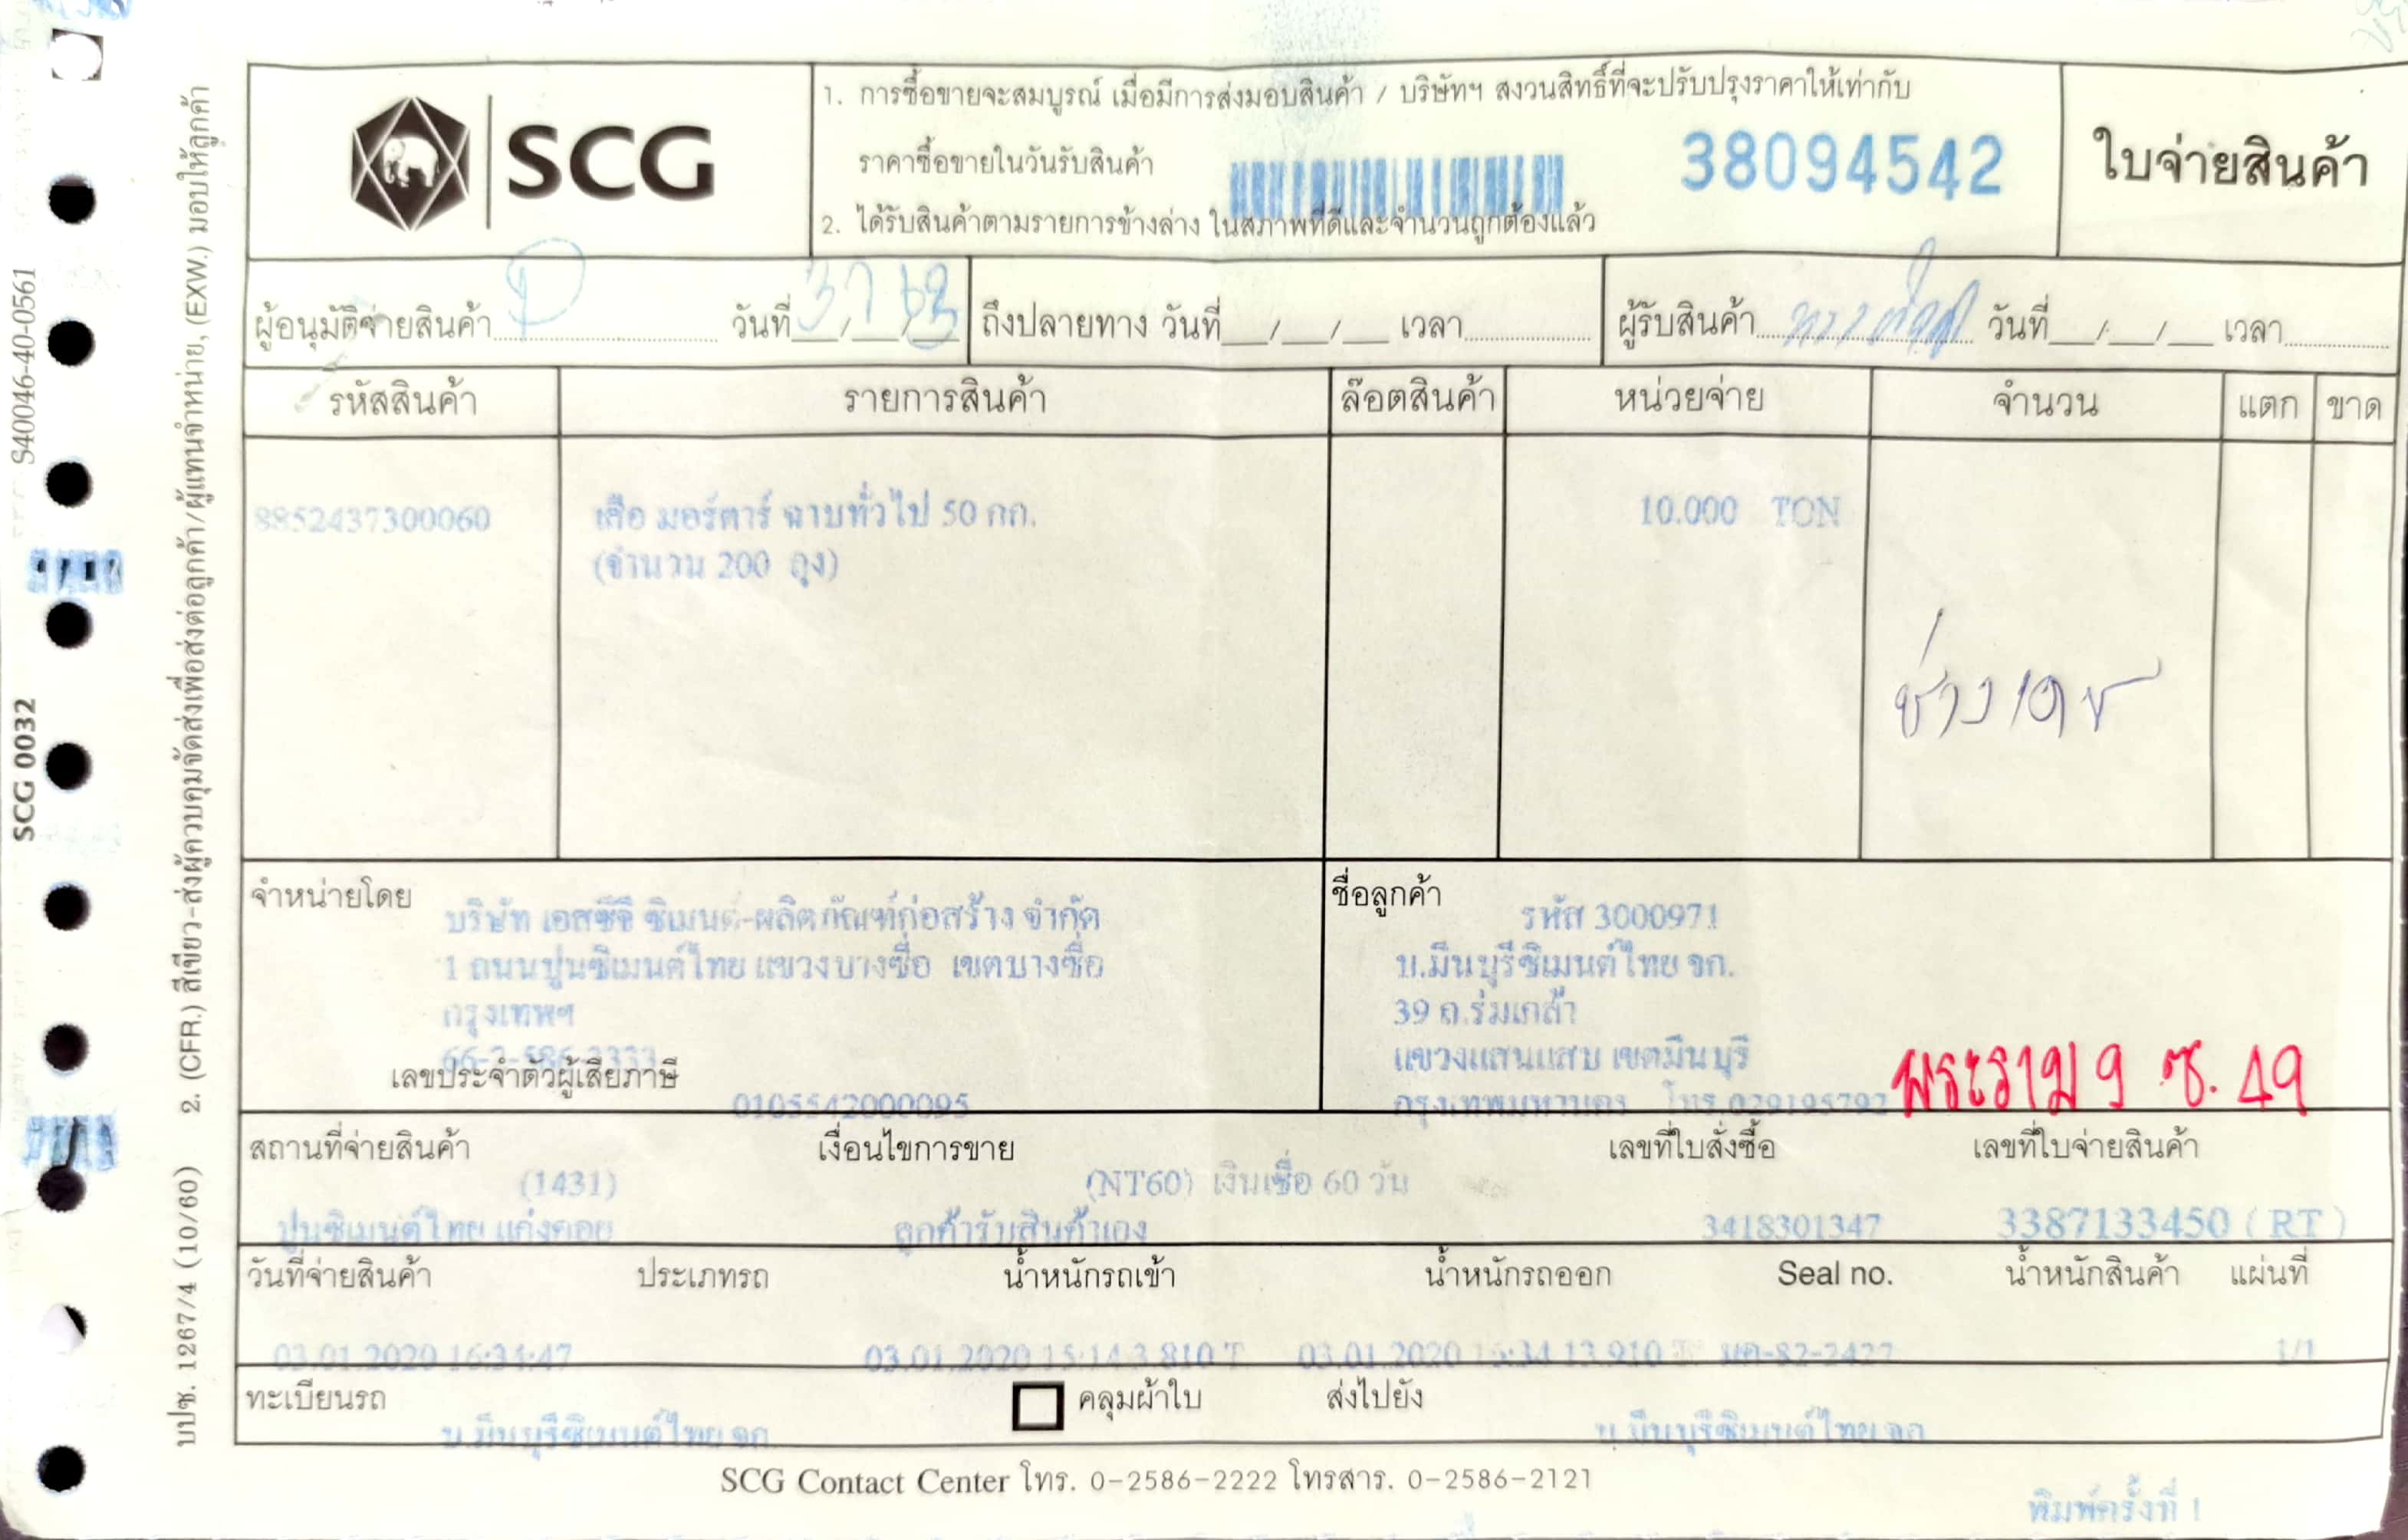 SCG
1. การซื้อขายจะสมบูรณ์ เมื่อมีการส่งมอบสินค้า / บริษัทฯ สงวนสิทธิ์ที่จะปรับปรุงราคาให้เท่ากับ
ราคาซื้อขายในวันรับสินค้า
38094542
2. ได้รับสินค้าตามรายการข้างล่าง ในสภาพที่ดีและจำนวนถูกต้องแล้ว
ใบจ่ายสินค้า
ผู้อนุมัติจ่ายสินค้า วันที่ 3/1/63 ถึงปลายทาง วันที่ __/__/__ เวลา ผู้รับสินค้า วันที่ __/__/__ เวลา
รหัสสินค้า รายการสินค้า ล๊อตสินค้า หน่วยจ่าย จำนวน แตก ขาด
8852437300060 เสือ มอร์ตาร์ ฉาบทั่วไป 50 กก. 10.000 TON
(จำนวน 200 ถุง)
ช่างเดช
จำหน่ายโดย
บริษัท เอสซีจี ซิเมนต์-ผลิตภัณฑ์ก่อสร้าง จำกัด
1 ถนนปูนซิเมนต์ไทย แขวงบางซื่อ เขตบางซื่อ
กรุงเทพฯ
66-2-586-3333
เลขประจำตัวผู้เสียภาษี
0105542000095
ชื่อลูกค้า
รหัส 3000971
บ.มีนบุรีซิเมนต์ไทย จก.
39 ถ.ร่มเกล้า
แขวงแสนแสบ เขตมีนบุรี
กรุงเทพมหานคร โทร.029195792
พระราม 9 ซ. 49
สถานที่จ่ายสินค้า เงื่อนไขการขาย เลขที่ใบสั่งซื้อ เลขที่ใบจ่ายสินค้า
(1431) (NT60) เงินเชื่อ 60 วัน
ปูนซิเมนต์ไทย แก่งคอย ลูกค้ารับสินค้าเอง 3418301347 3387133450 (RT)
วันที่จ่ายสินค้า ประเภทรถ น้ำหนักรถเข้า น้ำหนักรถออก Seal no. น้ำหนักสินค้า แผ่นที่
03.01.2020 16:34:47 03.01.2020 15:14 3.810 T 03.01.2020 16:34 13.910 T 1/1
ทะเบียนรถ คลุมผ้าใบ ส่งไปยัง
บ.มีนบุรีซิเมนต์ไทย จก. บ.มีนบุรีซิเมนต์ไทย จก.
SCG Contact Center โทร. 0-2586-2222 โทรสาร. 0-2586-2121
พิมพ์ครั้งที่ 1
บปซ. 1267/4 (10/60) 2. (CFR.) สีเขียว-ส่งผู้ควบคุมจัดส่งเพื่อส่งต่อลูกค้า/ผู้แทนจำหน่าย, (EXW.) มอบให้ลูกค้า
SCG 0032 S40046-40-0561